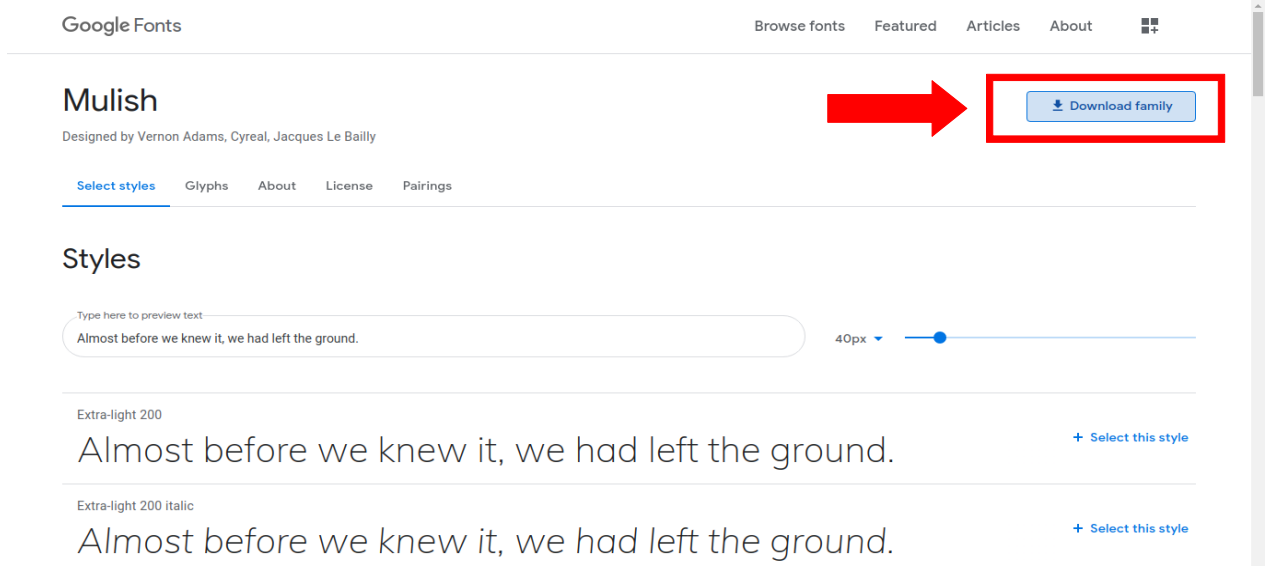 Google Fonts
Browse fonts Featured Articles About
Mulish
Download family
Designed by Vernon Adams, Cyreal, Jacques Le Bailly
Select styles Glyphs About License Pairings
Styles
Type here to preview text
Almost before we knew it, we had left the ground.
40px
Extra-light 200
Almost before we knew it, we had left the ground.
+ Select this style
Extra-light 200 italic
Almost before we knew it, we had left the ground.
+ Select this style